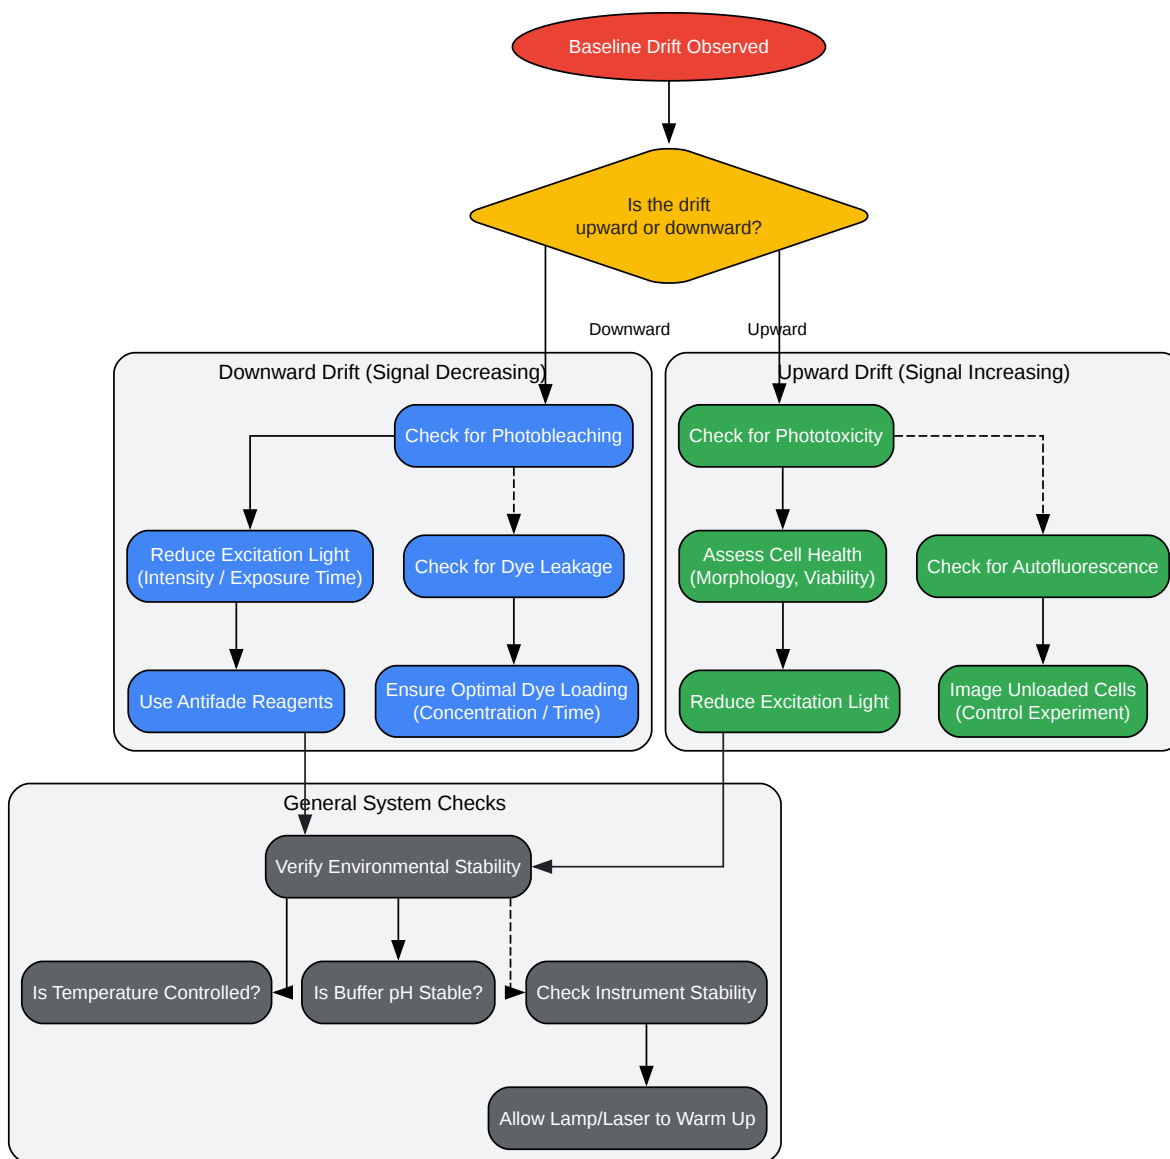 Baseline Drift Observed
Is the drift
upward or downward?
Downward
Upward
Downward Drift (Signal Decreasing)
Upward Drift (Signal Increasing)
Check for Photobleaching
Check for Phototoxicity
Reduce Excitation Light
(Intensity / Exposure Time)
Check for Dye Leakage
Assess Cell Health
(Morphology, Viability)
Check for Autofluorescence
Use Antifade Reagents
Ensure Optimal Dye Loading
(Concentration / Time)
Reduce Excitation Light
Image Unloaded Cells
(Control Experiment)
General System Checks
Verify Environmental Stability
Is Temperature Controlled?
Is Buffer pH Stable?
Check Instrument Stability
Allow Lamp/Laser to Warm Up